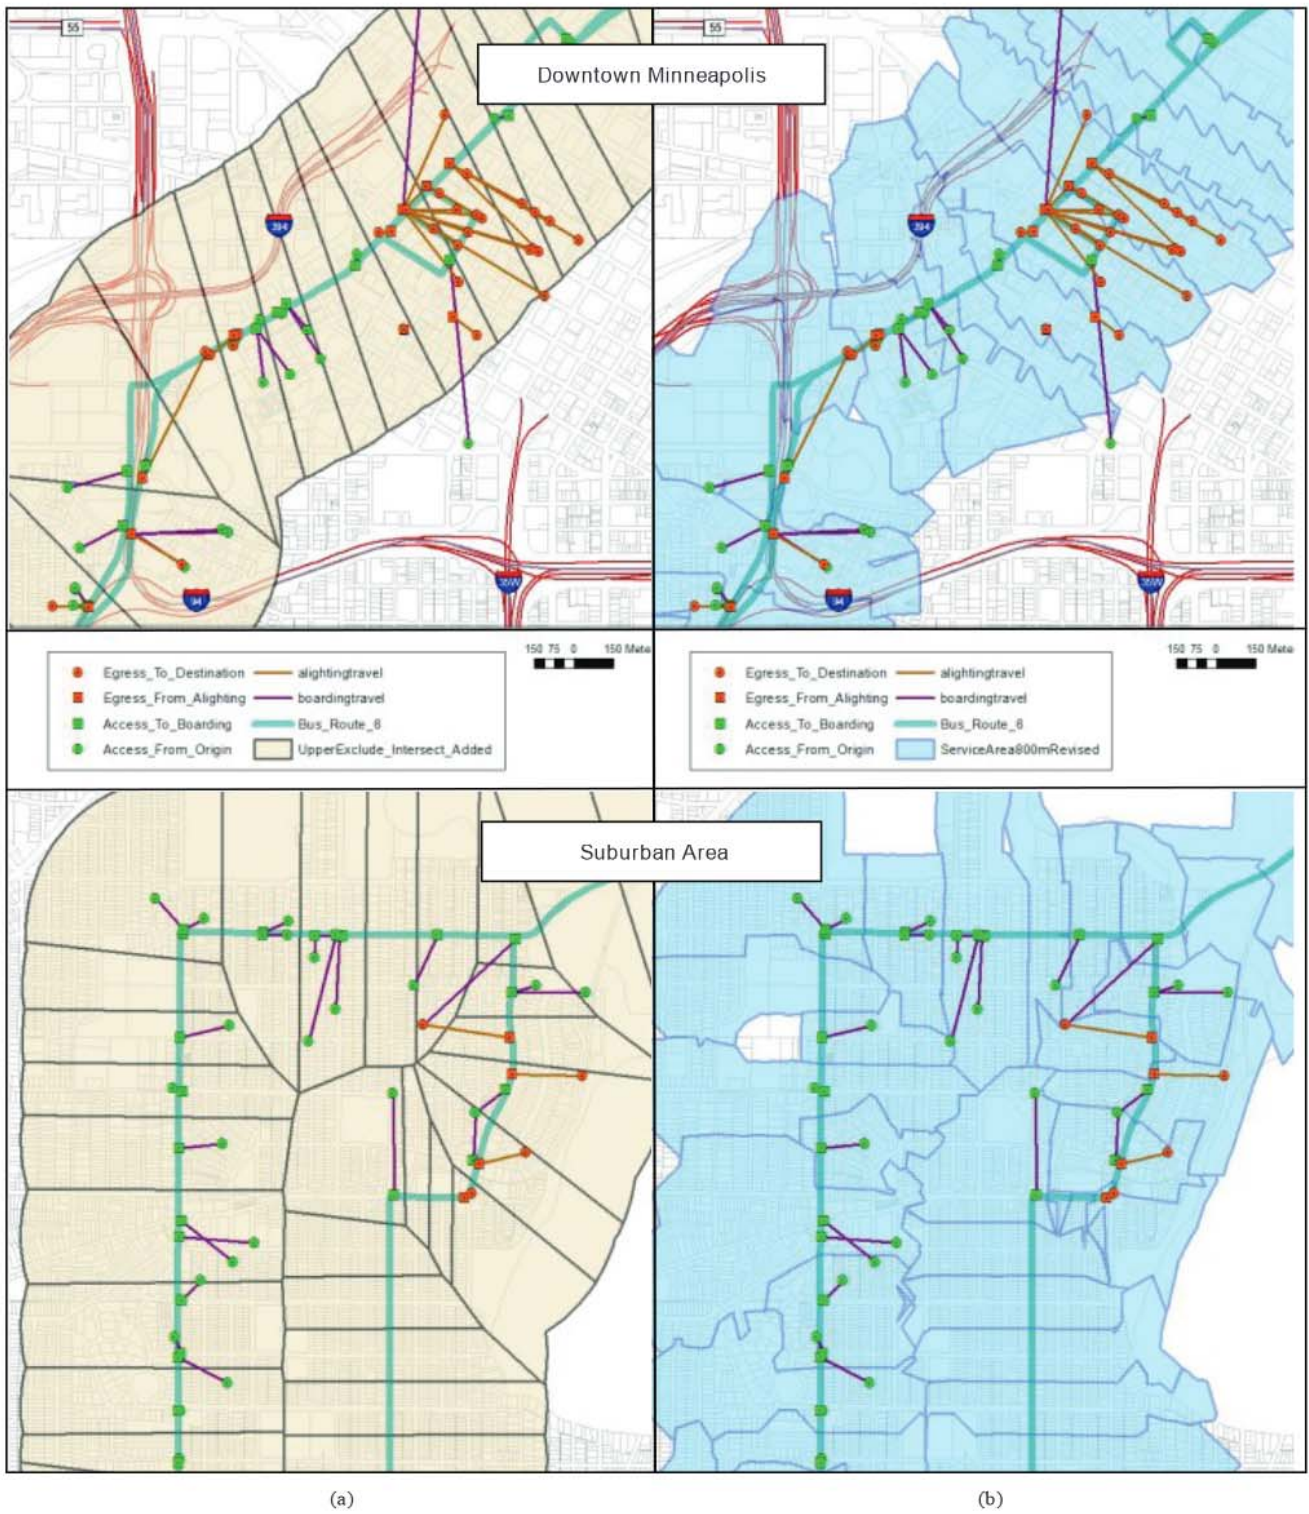 55
55
Downtown Minneapolis
394
394
94
35W
94
35W
150 75 0 150 Mete
150 75 0 150 Mete
Egress_To_Destination alightingtravel
Egress_From_Alighting boardingtravel
Access_To_Boarding Bus_Route_6
Access_From_Origin UpperExclude_Intersect_Added
Egress_To_Destination alightingtravel
Egress_From_Alighting boardingtravel
Access_To_Boarding Bus_Route_6
Access_From_Origin ServiceArea800mRevised
Suburban Area
(a)
(b)